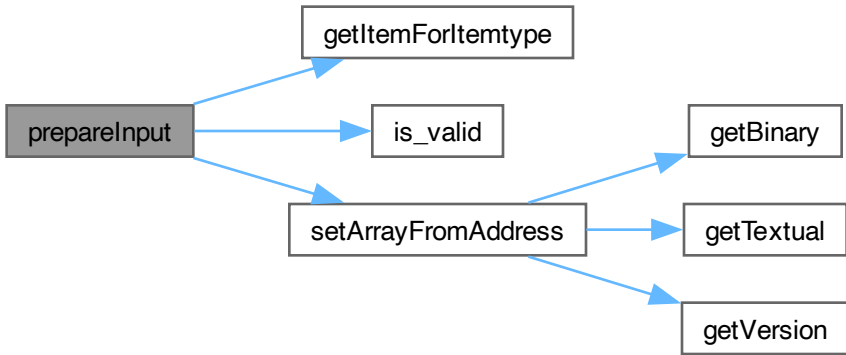 getItemForItemtype
prepareInput
is_valid
getBinary
setArrayFromAddress
getTextual
getVersion